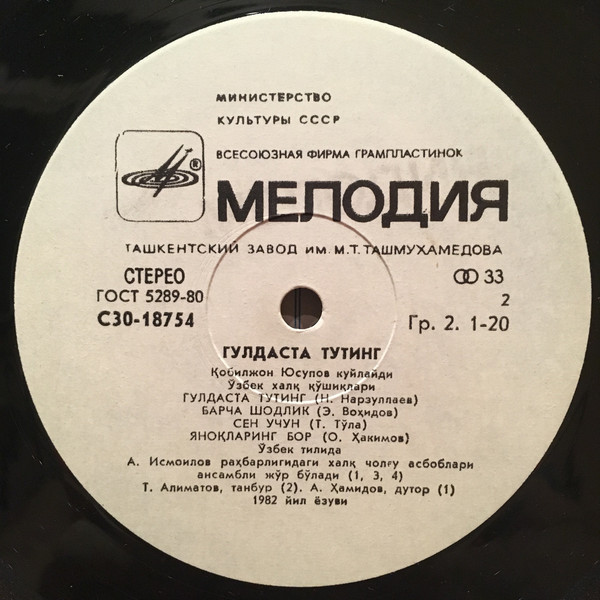 МИНИСТЕРСТВО
КУЛЬТУРЫ СССР
ВСЕСОЮЗНАЯ ФИРМА ГРАМПЛАСТИНОК
®
МЕЛОДИЯ
ТАШКЕНТСКИЙ ЗАВОД ИМ. М.Т. ТАШМУХАМЕДОВА
СТЕРЕО 33
ГОСТ 5289-80 2
С30-18754 Гр. 2. 1-20
ГУЛДАСТА ТУТИНГ
Қобилжон Юсупов куйлайди
Ўзбек халқ қўшиқлари
ГУЛДАСТА ТУТИНГ (Н. Нарзуллаев)
БАРЧА ШОДЛИК (Э. Воҳидов)
СЕН УЧУН (Т. Тўла)
ЯНОҚЛАРИНГ БОР (О. Ҳакимов)
Ўзбек тилида
А. Исмоилов раҳбарлигидаги халқ чолғу асбоблари
ансамбли жўр бўлади (1, 3, 4)
Т. Алиматов, танбур (2). А. Ҳамидов, дутор (1)
1982 йил ёзуви